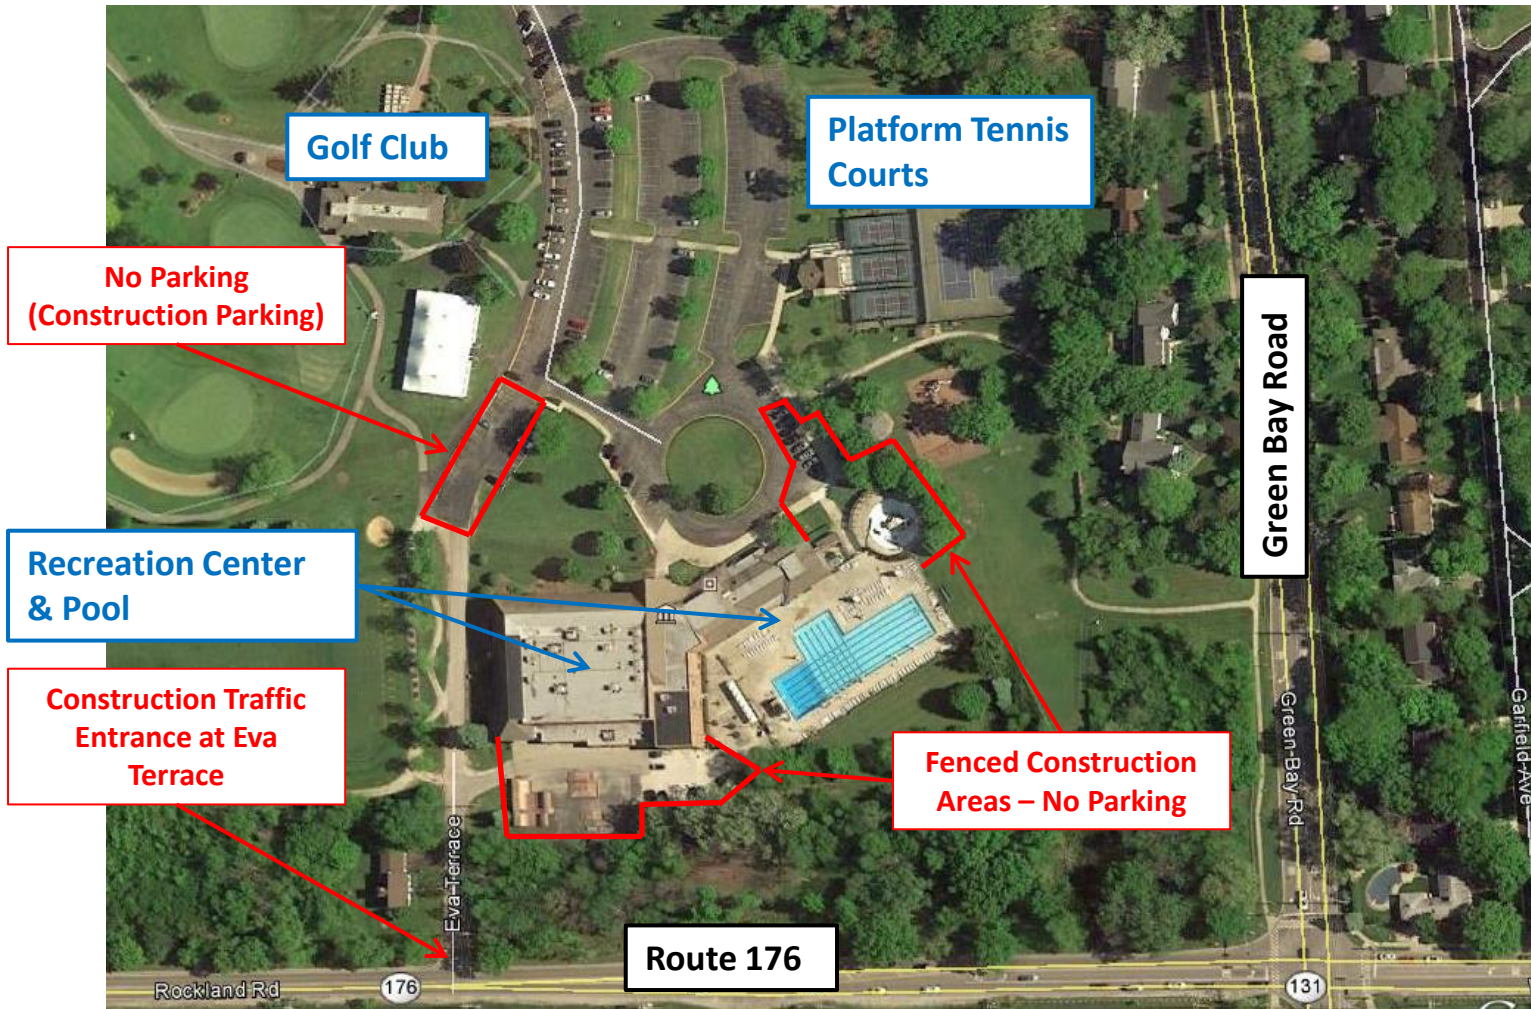 Golf Club
Platform Tennis
Courts
No Parking
(Construction Parking)
Green Bay Road
Recreation Center
& Pool
Construction Traffic
Entrance at Eva
Terrace
Fenced Construction
Areas – No Parking
Green Bay Rd
Garfield Ave
Eva Terrace
Route 176
Rockland Rd
176
131